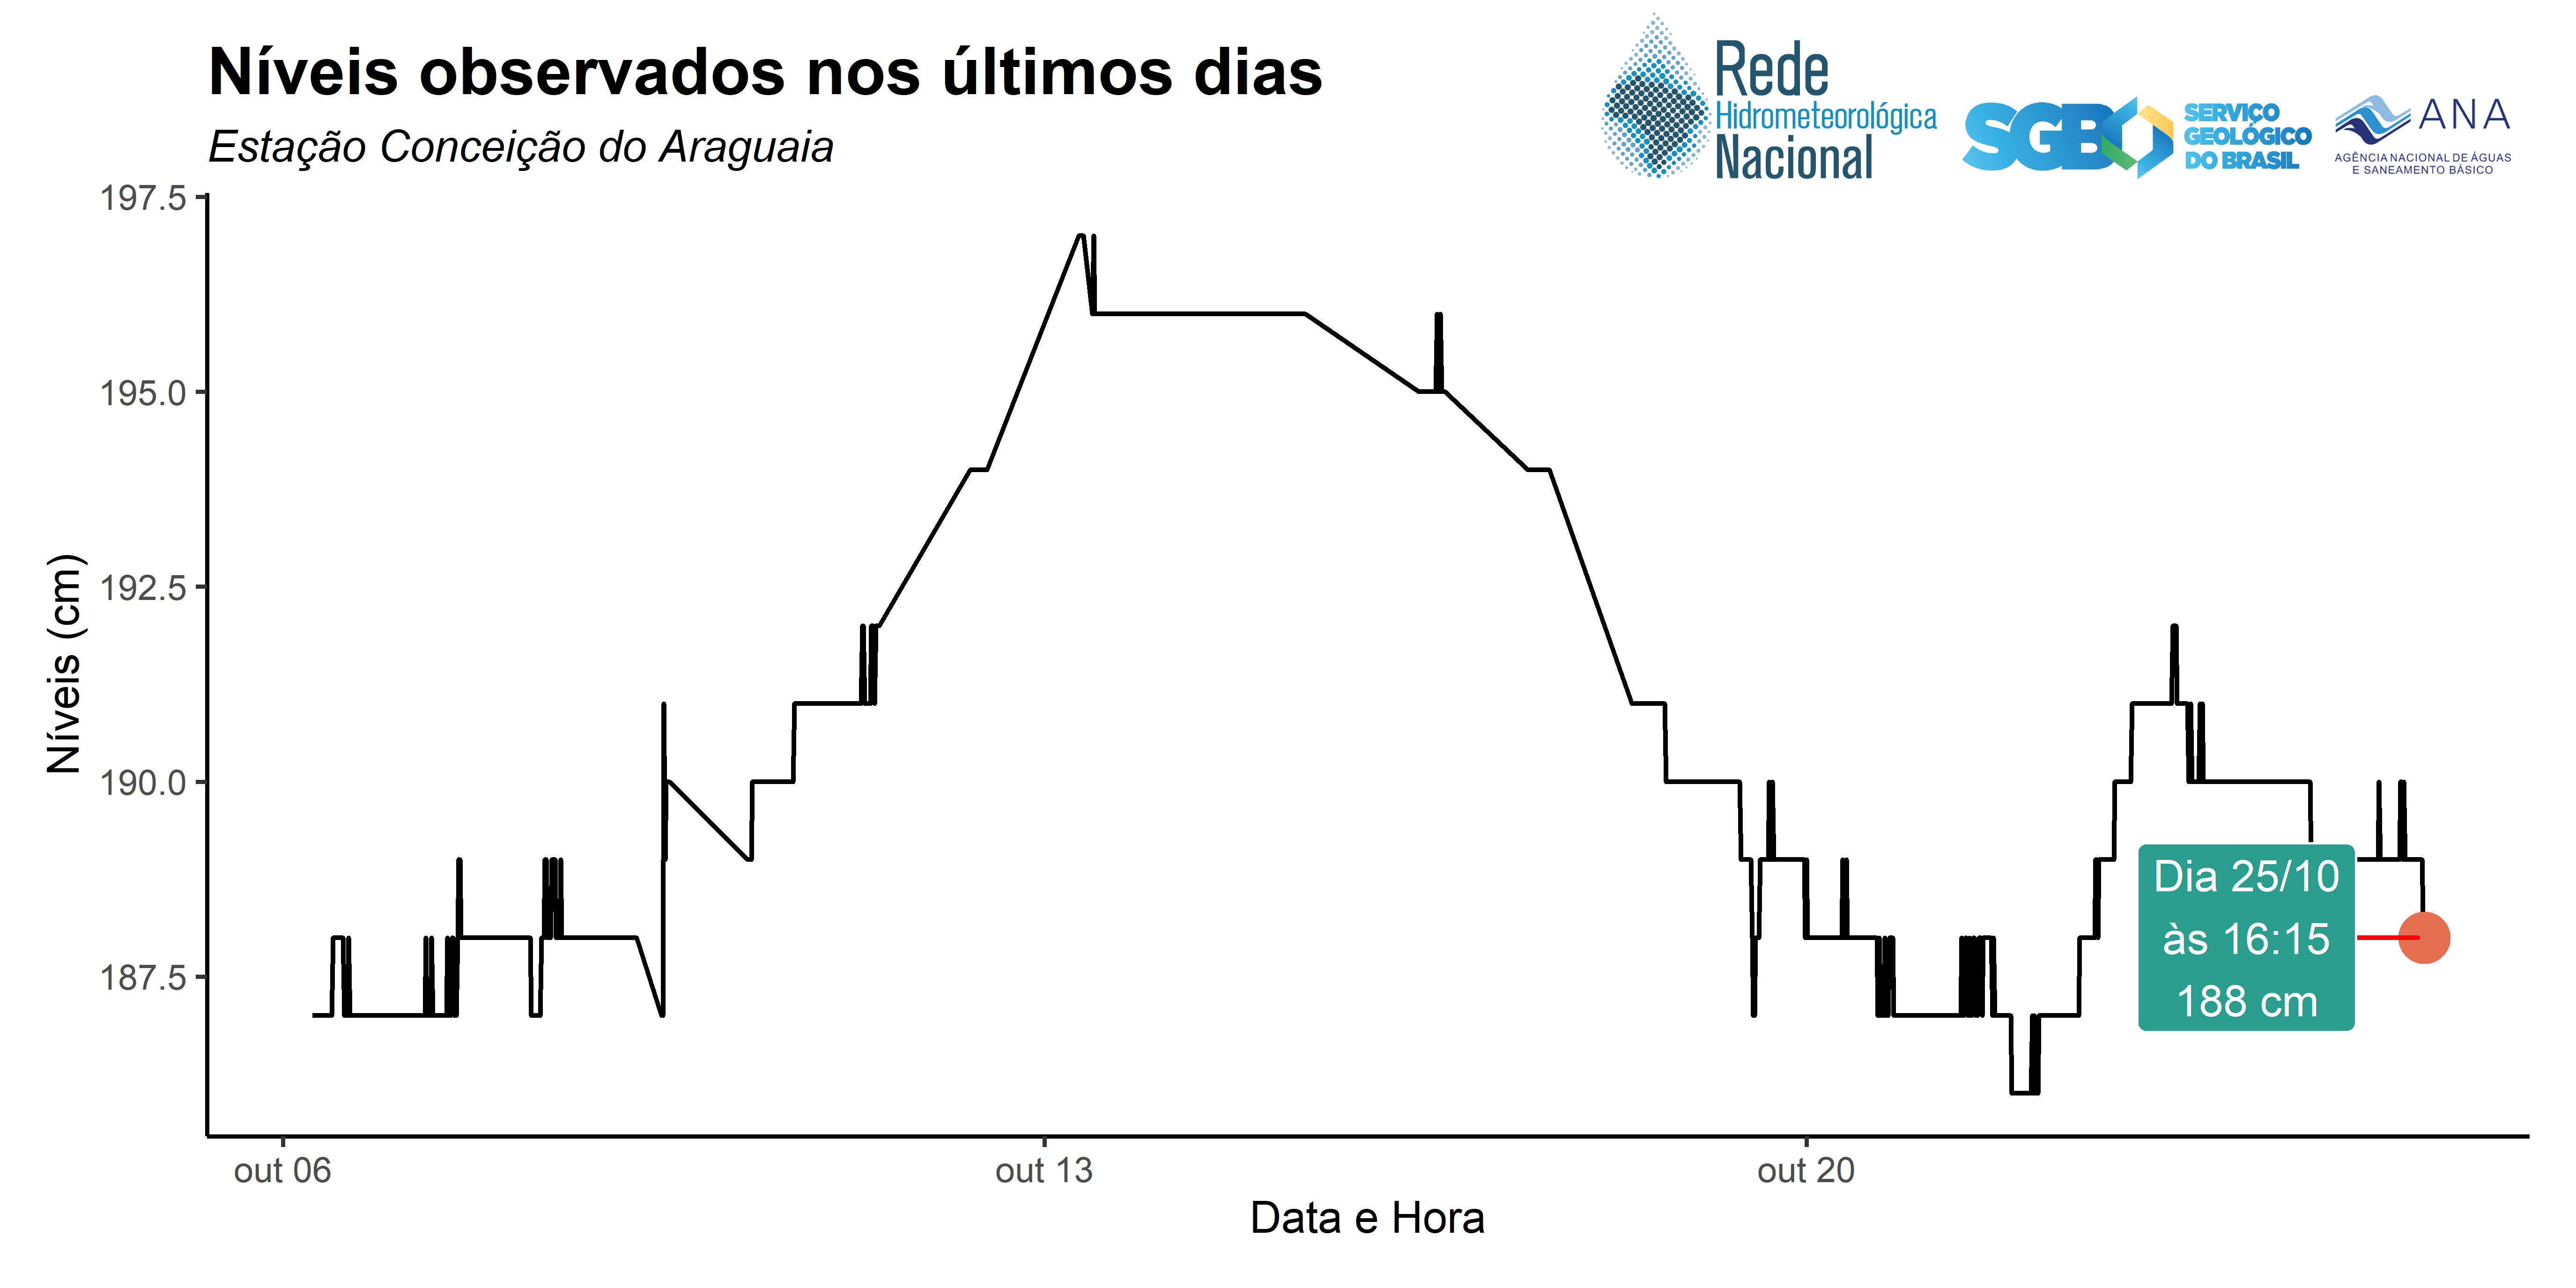 Níveis observados nos últimos dias
Estação Conceição do Araguaia
Rede
Hidrometeorológica
Nacional
SGB
SERVIÇO
GEOLÓGICO
DO BRASIL
ANA
AGÊNCIA NACIONAL DE ÁGUAS
E SANEAMENTO BÁSICO
Níveis (cm)
197.5
195.0
192.5
190.0
187.5
Dia 25/10
às 16:15
188 cm
out 06
out 13
out 20
Data e Hora